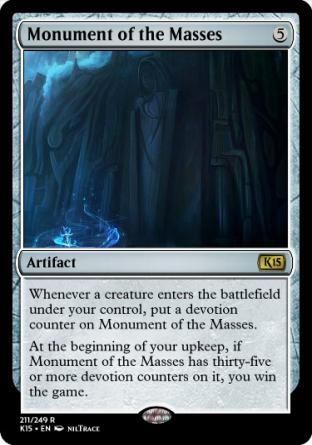 Monument of the Masses 5
Artifact K15
Whenever a creature enters the battlefield
under your control, put a devotion
counter on Monument of the Masses.
At the beginning of your upkeep, if
Monument of the Masses has thirty-five
or more devotion counters on it, you win
the game.
211/249 R
K15 • EN NILTRACE